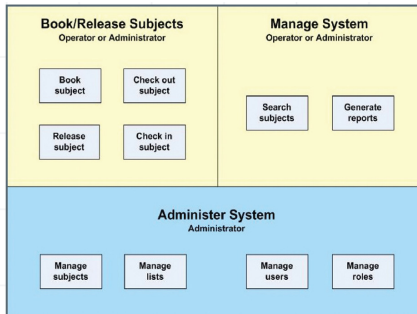 Book/Release Subjects
Operator or Administrator
Book
subject
Check out
subject
Release
subject
Check in
subject
Manage System
Operator or Administrator
Search
subjects
Generate
reports
Administer System
Administrator
Manage
subjects
Manage
lists
Manage
users
Manage
roles